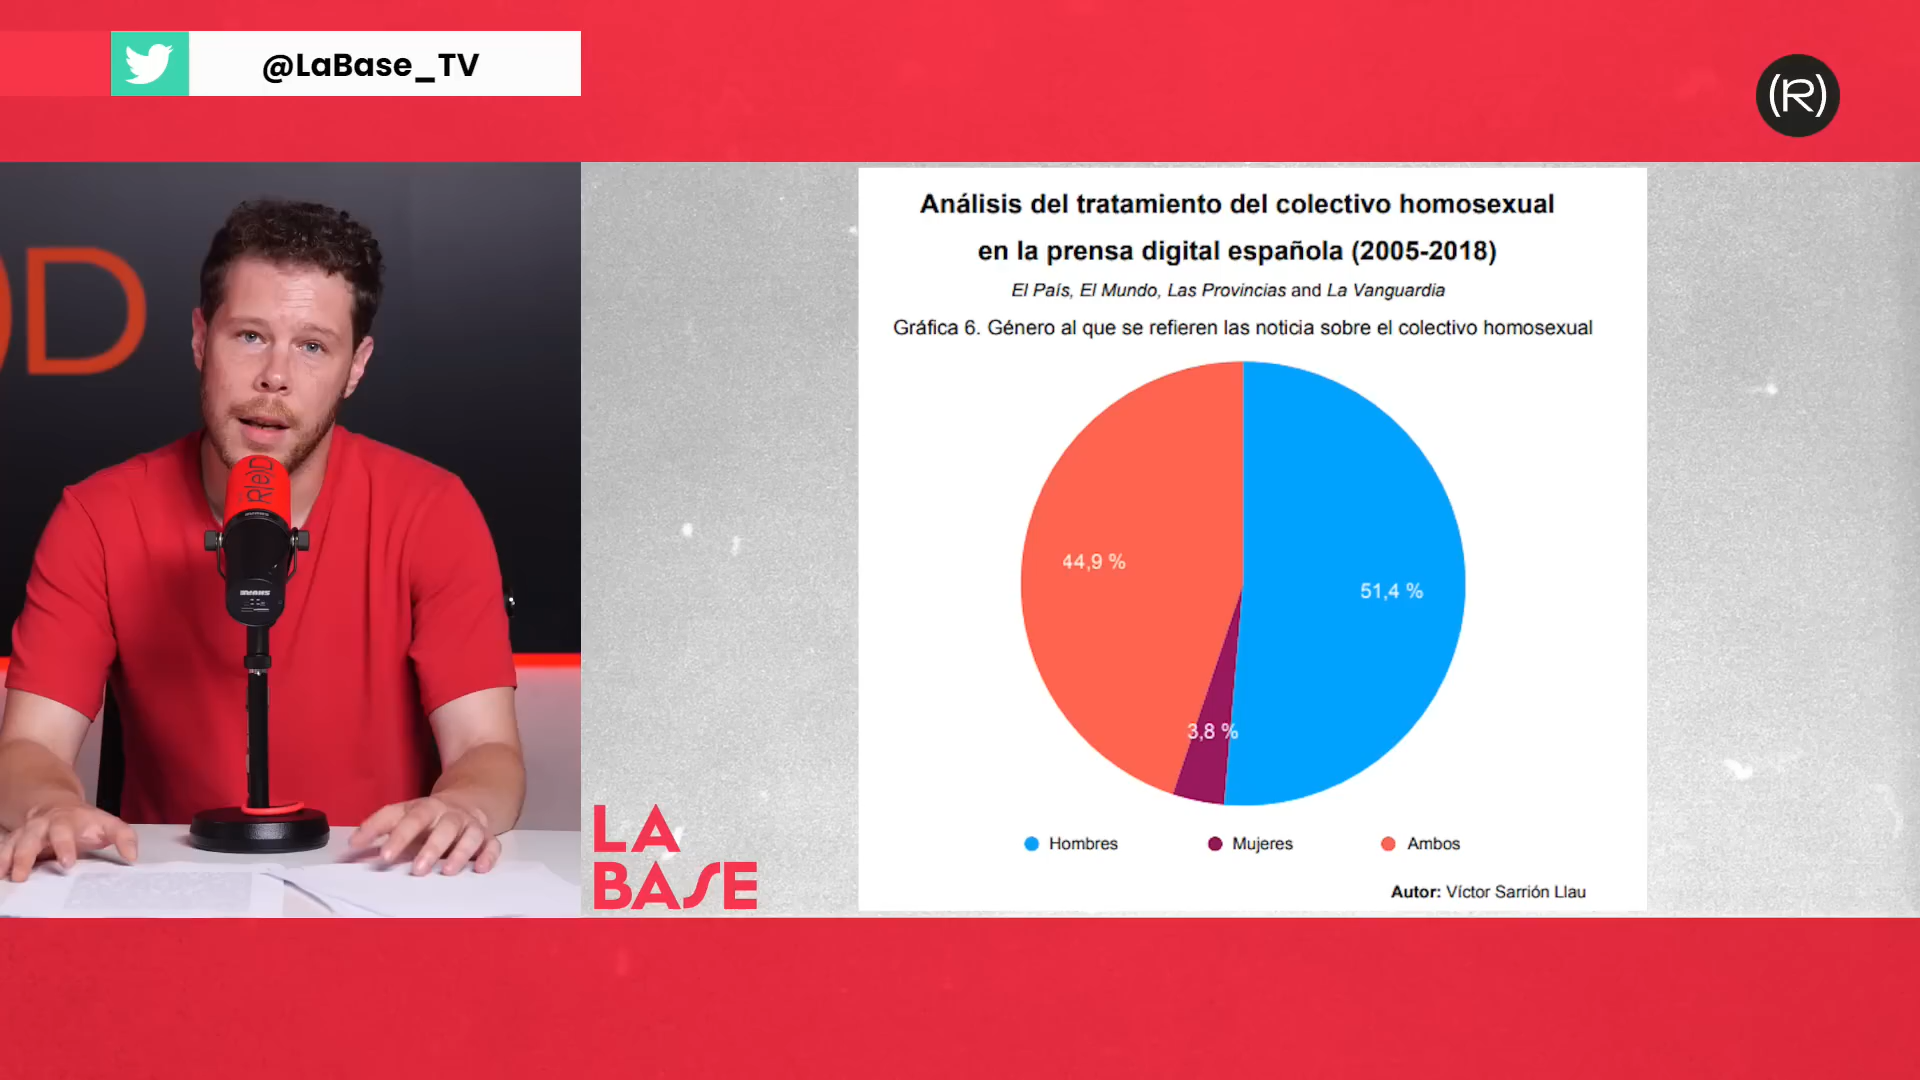 @LaBase_TV
(R)
Análisis del tratamiento del colectivo homosexual
en la prensa digital española (2005-2018)
El País, El Mundo, Las Provincias and La Vanguardia
Gráfica 6. Género al que se refieren las noticia sobre el colectivo homosexual
44,9 %
51,4 %
3,8 %
Hombres
Mujeres
Ambos
Autor: Víctor Sarrión Llau
)D
R(e)D
SHURE
LA
BASE